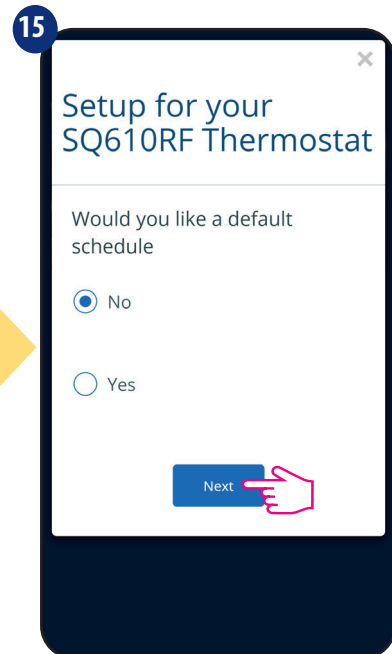 15
×
Setup for your
SQ610RF Thermostat
Would you like a default
schedule
No
Yes
Next